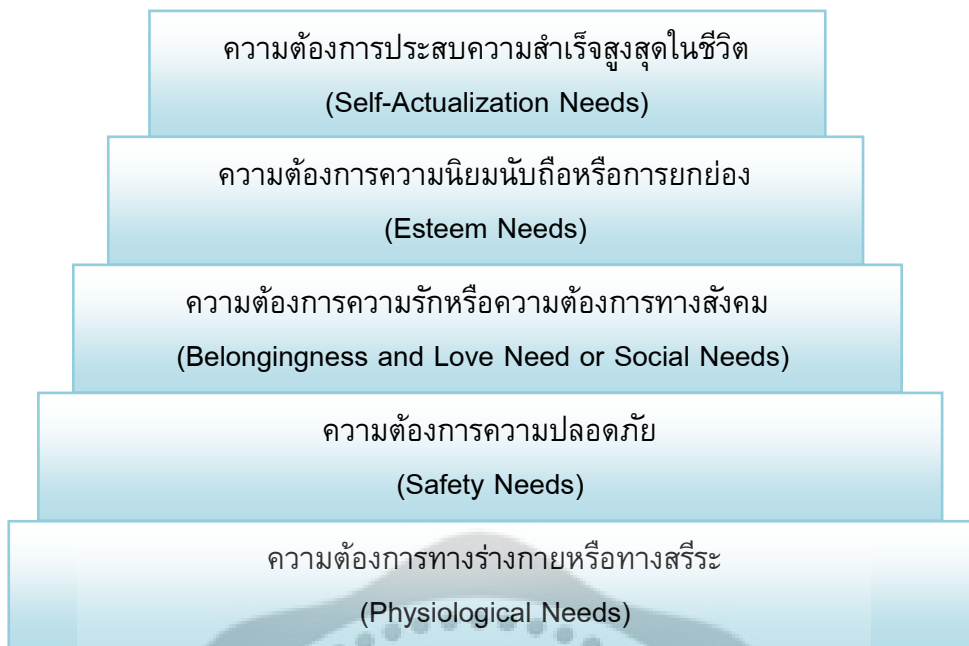 ความต้องการประสบความสำเร็จสูงสุดในชีวิต
(Self-Actualization Needs)
ความต้องการความนิยมนับถือหรือการยกย่อง
(Esteem Needs)
ความต้องการความรักหรือความต้องการทางสังคม
(Belongingness and Love Need or Social Needs)
ความต้องการความปลอดภัย
(Safety Needs)
ความต้องการทางร่างกายหรือทางสรีระ
(Physiological Needs)